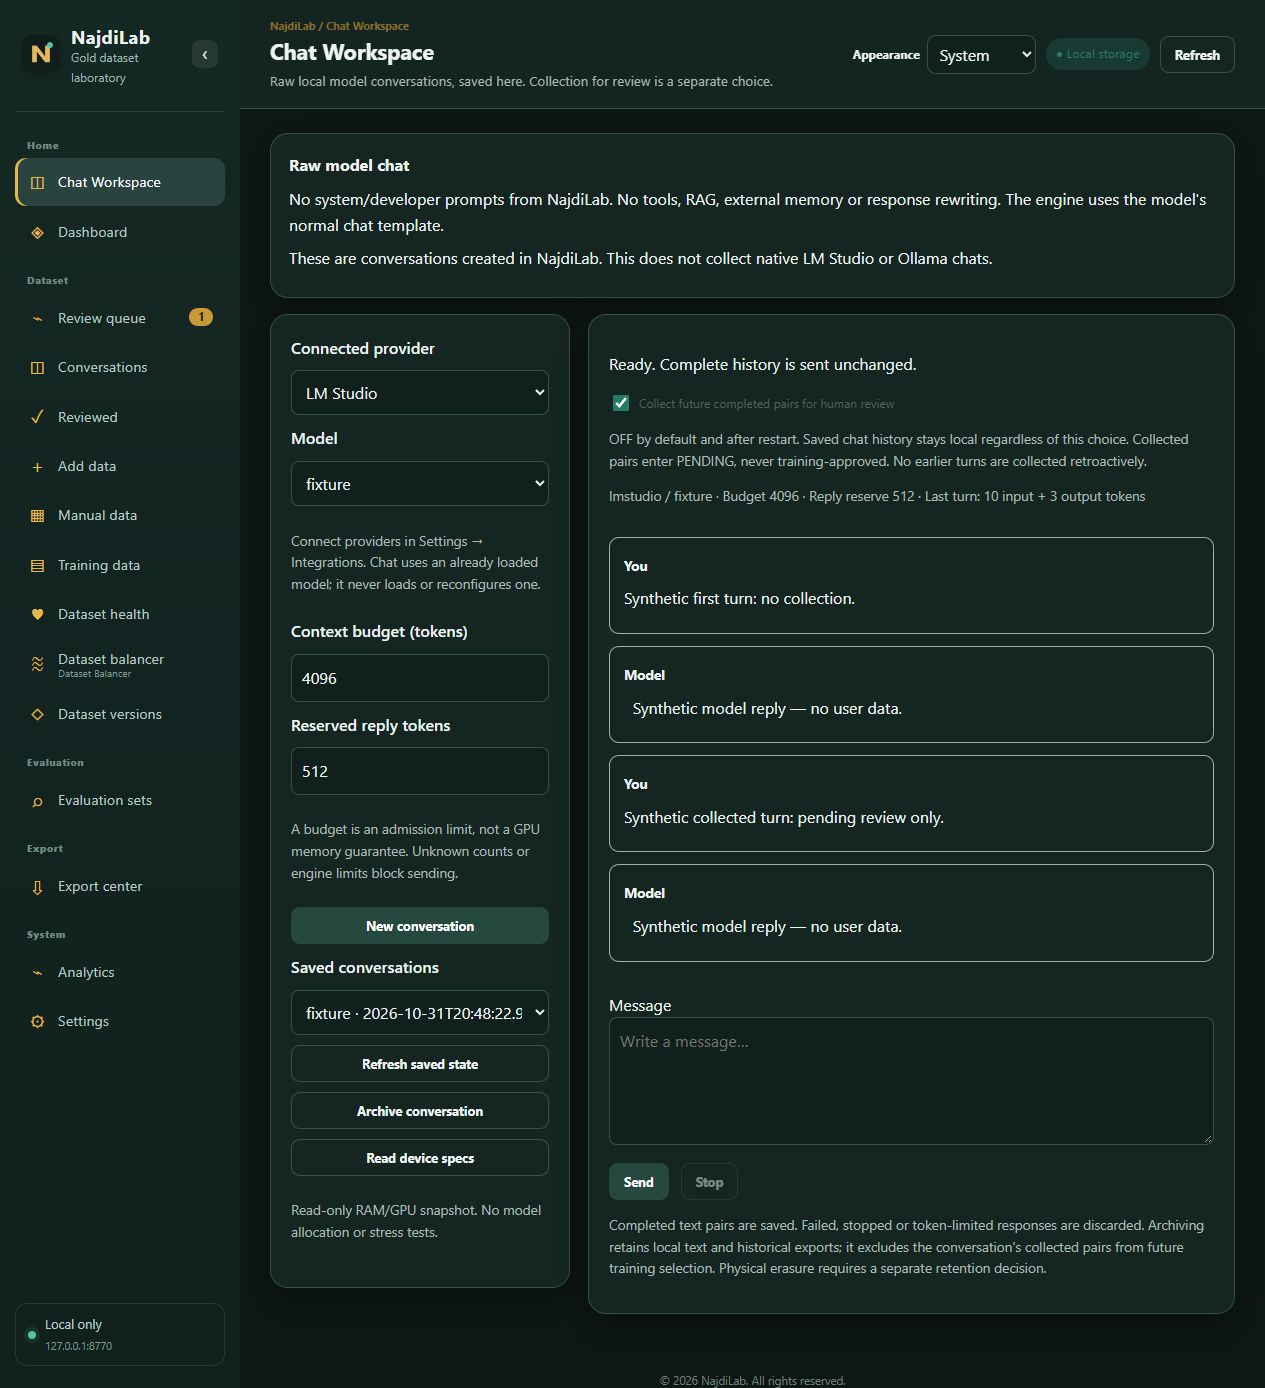 NajdiLab
Gold dataset
laboratory
Home
Chat Workspace
Dashboard
Dataset
Review queue 1
Conversations
Reviewed
Add data
Manual data
Training data
Dataset health
Dataset balancer
Dataset Balancer
Dataset versions
Evaluation
Evaluation sets
Export
Export center
System
Analytics
Settings
Local only
127.0.0.1:8770
NajdiLab / Chat Workspace
Chat Workspace
Raw local model conversations, saved here. Collection for review is a separate choice.
Appearance System Local storage Refresh
Raw model chat
No system/developer prompts from NajdiLab. No tools, RAG, external memory or response rewriting. The engine uses the model's
normal chat template.
These are conversations created in NajdiLab. This does not collect native LM Studio or Ollama chats.
Connected provider
LM Studio
Model
fixture
Connect providers in Settings →
Integrations. Chat uses an already loaded
model; it never loads or reconfigures one.
Context budget (tokens)
4096
Reserved reply tokens
512
A budget is an admission limit, not a GPU
memory guarantee. Unknown counts or
engine limits block sending.
New conversation
Saved conversations
fixture · 2026-10-31T20:48:22.9
Refresh saved state
Archive conversation
Read device specs
Read-only RAM/GPU snapshot. No model
allocation or stress tests.
Ready. Complete history is sent unchanged.
Collect future completed pairs for human review
OFF by default and after restart. Saved chat history stays local regardless of this choice. Collected
pairs enter PENDING, never training-approved. No earlier turns are collected retroactively.
lmstudio / fixture · Budget 4096 · Reply reserve 512 · Last turn: 10 input + 3 output tokens
You
Synthetic first turn: no collection.
Model
Synthetic model reply — no user data.
You
Synthetic collected turn: pending review only.
Model
Synthetic model reply — no user data.
Message
Write a message...
Send Stop
Completed text pairs are saved. Failed, stopped or token-limited responses are discarded. Archiving
retains local text and historical exports; it excludes the conversation's collected pairs from future
training selection. Physical erasure requires a separate retention decision.
© 2026 NajdiLab. All rights reserved.